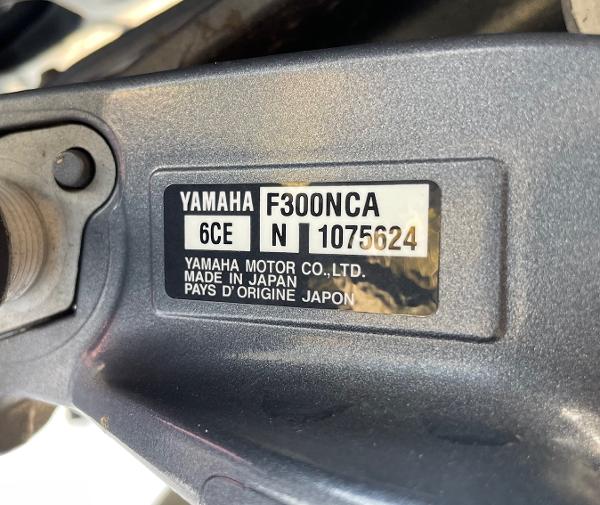 YAMAHA F300NCA
6CE N 1075624
YAMAHA MOTOR CO.,LTD.
MADE IN JAPAN
PAYS D'ORIGINE JAPON